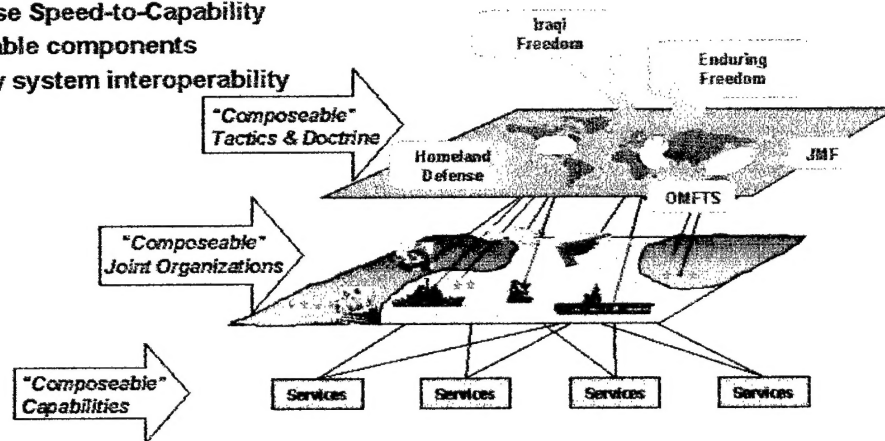 se Speed-to-Capability
able components
y system interoperability
Iraqi
Freedom
Enduring
Freedom
"Composeable"
Tactics & Doctrine
Homeland
Defense
JMF
OMFTS
"Composeable"
Joint Organizations
"Composeable"
Capabilities
Services
Services
Services
Services